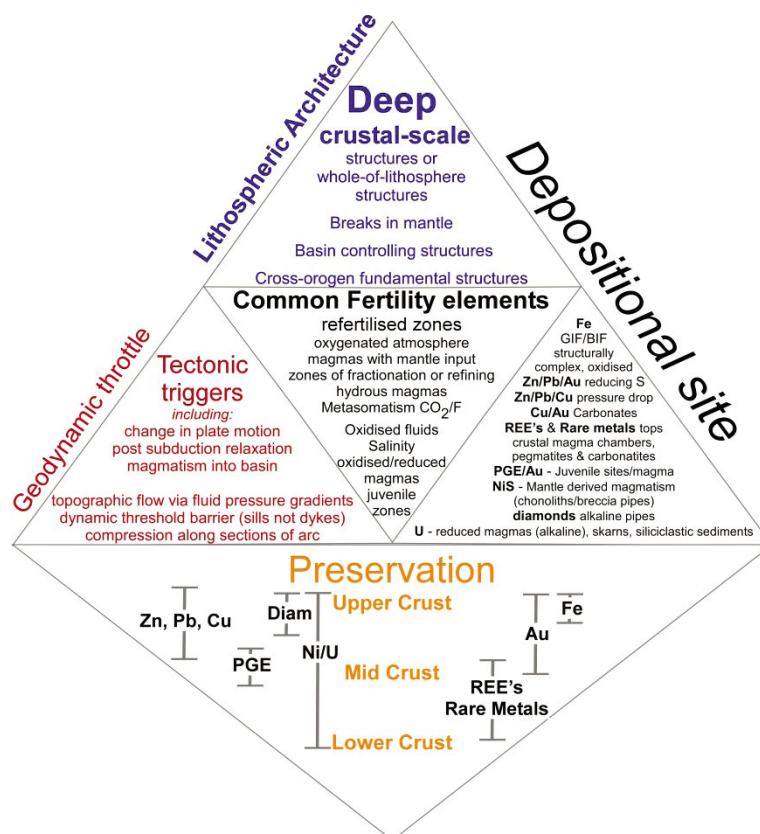 Lithospheric Architecture
Deep
crustal-scale
structures or
whole-of-lithosphere
structures
Breaks in mantle
Basin controlling structures
Cross-orogen fundamental structures
Depositional site
Geodynamic throttle
Tectonic
triggers
including:
change in plate motion
post subduction relaxation
magmatism into basin
topographic flow via fluid pressure gradients
dynamic threshold barrier (sills not dykes)
compression along sections of arc
Common Fertility elements
refertilised zones
oxygenated atmosphere
magmas with mantle input
zones of fractionation or refining
hydrous magmas
Metasomatism CO₂/F
Oxidised fluids
Salinity
oxidised/reduced
magmas
juvenile
zones
Fe
GIF/BIF
structurally
complex, oxidised
Zn/Pb/Au reducing S
Zn/Pb/Cu pressure drop
Cu/Au Carbonates
REE's & Rare metals tops
crustal magma chambers,
pegmatites & carbonatites
PGE/Au - Juvenile sites/magma
NiS - Mantle derived magmatism
(chonoliths/breccia pipes)
diamonds alkaline pipes
U - reduced magmas (alkaline), skarns, siliciclastic sediments
Preservation
Zn, Pb, Cu
PGE
Diam
Ni/U
Upper Crust
Mid Crust
Lower Crust
Au
Fe
REE's
Rare Metals